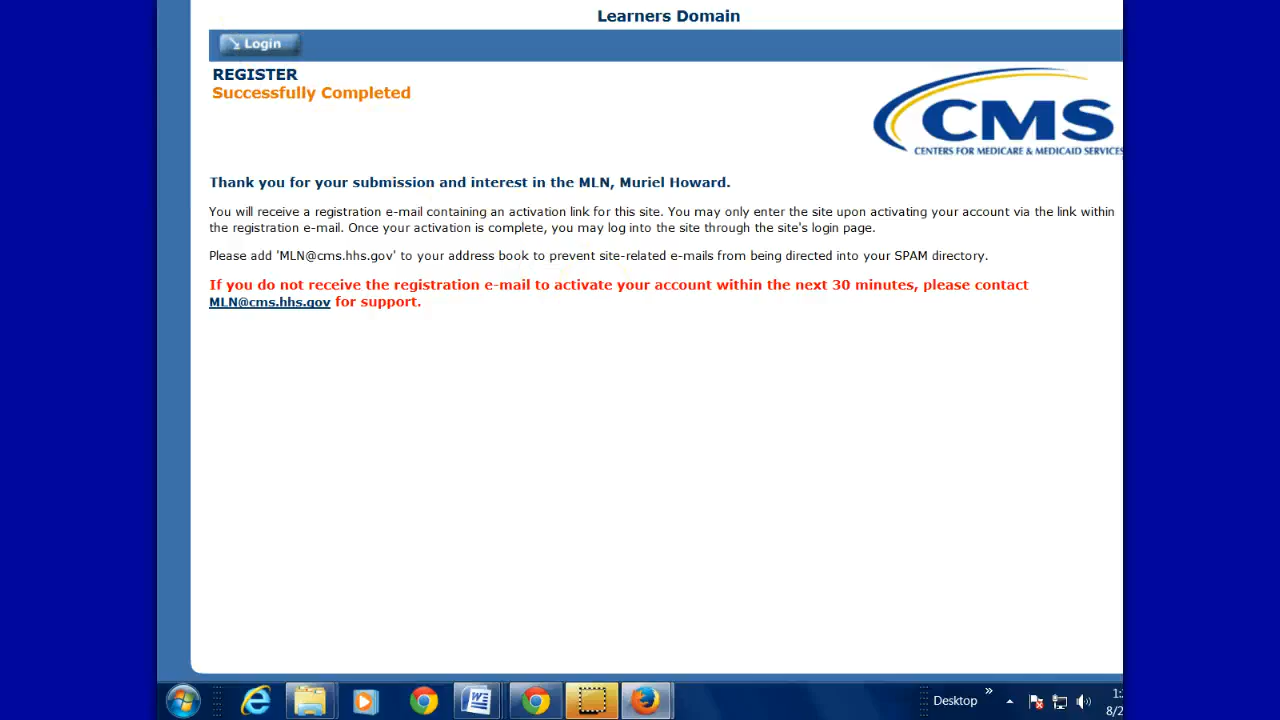 Learners Domain
Login
REGISTER
Successfully Completed
CMS
CENTERS FOR MEDICARE & MEDICAID SERVICES
Thank you for your submission and interest in the MLN, Muriel Howard.
You will receive a registration e-mail containing an activation link for this site. You may only enter the site upon activating your account via the link within
the registration e-mail. Once your activation is complete, you may log into the site through the site's login page.
Please add 'MLN@cms.hhs.gov' to your address book to prevent site-related e-mails from being directed into your SPAM directory.
If you do not receive the registration e-mail to activate your account within the next 30 minutes, please contact
MLN@cms.hhs.gov for support.
Desktop »
1:
8/2